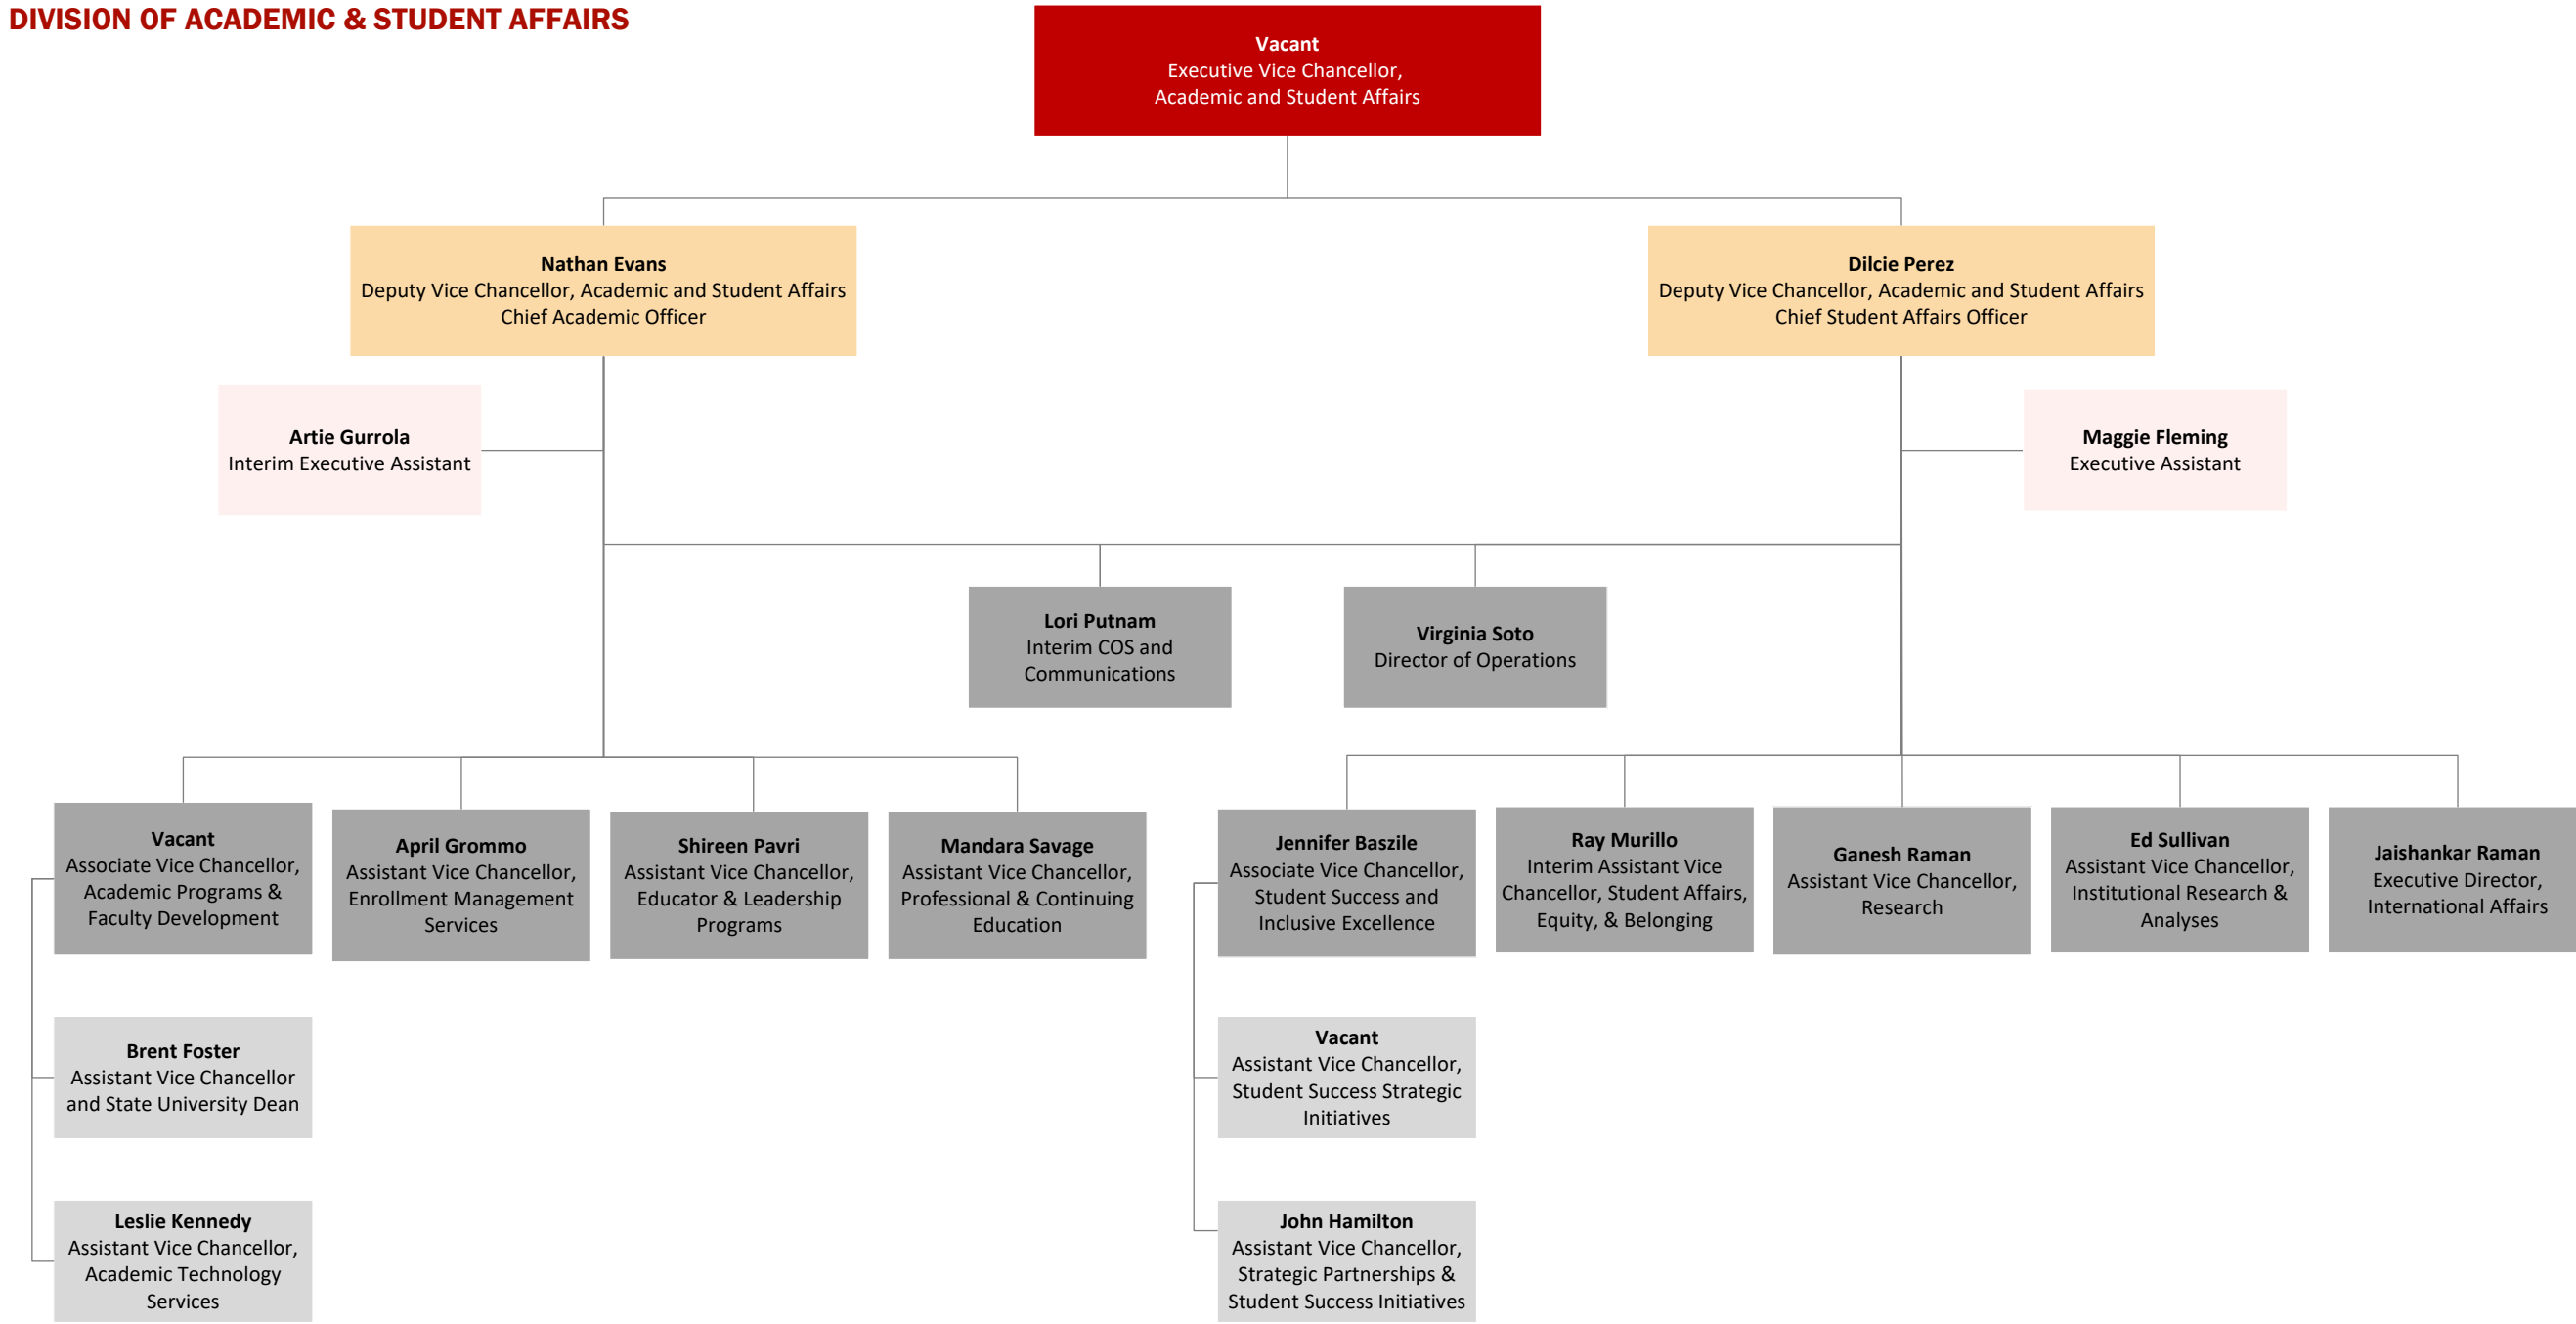 DIVISION OF ACADEMIC & STUDENT AFFAIRS
Vacant
Executive Vice Chancellor,
Academic and Student Affairs
Nathan Evans
Deputy Vice Chancellor, Academic and Student Affairs
Chief Academic Officer
Dilcie Perez
Deputy Vice Chancellor, Academic and Student Affairs
Chief Student Affairs Officer
Artie Gurrola
Interim Executive Assistant
Maggie Fleming
Executive Assistant
Lori Putnam
Interim COS and
Communications
Virginia Soto
Director of Operations
Vacant
Associate Vice Chancellor,
Academic Programs &
Faculty Development
April Grommo
Assistant Vice Chancellor,
Enrollment Management
Services
Shireen Pavri
Assistant Vice Chancellor,
Educator & Leadership
Programs
Mandara Savage
Assistant Vice Chancellor,
Professional & Continuing
Education
Jennifer Baszile
Associate Vice Chancellor,
Student Success and
Inclusive Excellence
Ray Murillo
Interim Assistant Vice
Chancellor, Student Affairs,
Equity, & Belonging
Ganesh Raman
Assistant Vice Chancellor,
Research
Ed Sullivan
Assistant Vice Chancellor,
Institutional Research &
Analyses
Jaishankar Raman
Executive Director,
International Affairs
Brent Foster
Assistant Vice Chancellor
and State University Dean
Vacant
Assistant Vice Chancellor,
Student Success Strategic
Initiatives
Leslie Kennedy
Assistant Vice Chancellor,
Academic Technology
Services
John Hamilton
Assistant Vice Chancellor,
Strategic Partnerships &
Student Success Initiatives